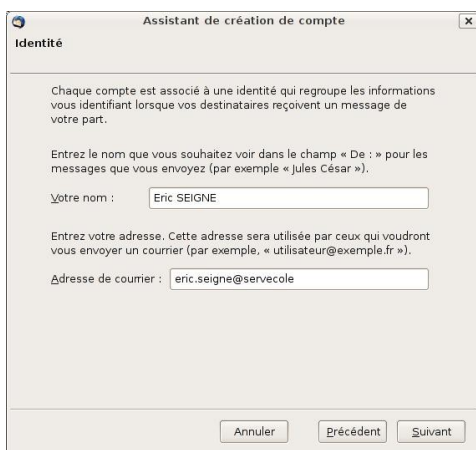 Assistant de création de compte
Identité
Chaque compte est associé à une identité qui regroupe les informations
vous identifiant lorsque vos destinataires reçoivent un message de
votre part.
Entrez le nom que vous souhaitez voir dans le champ « De : » pour les
messages que vous envoyez (par exemple « Jules César »).
Votre nom : Eric SEIGNE
Entrez votre adresse. Cette adresse sera utilisée par ceux qui voudront
vous envoyer un courrier (par exemple, « utilisateur@exemple.fr »).
Adresse de courrier : eric.seigne@servecole
Annuler Précédent Suivant